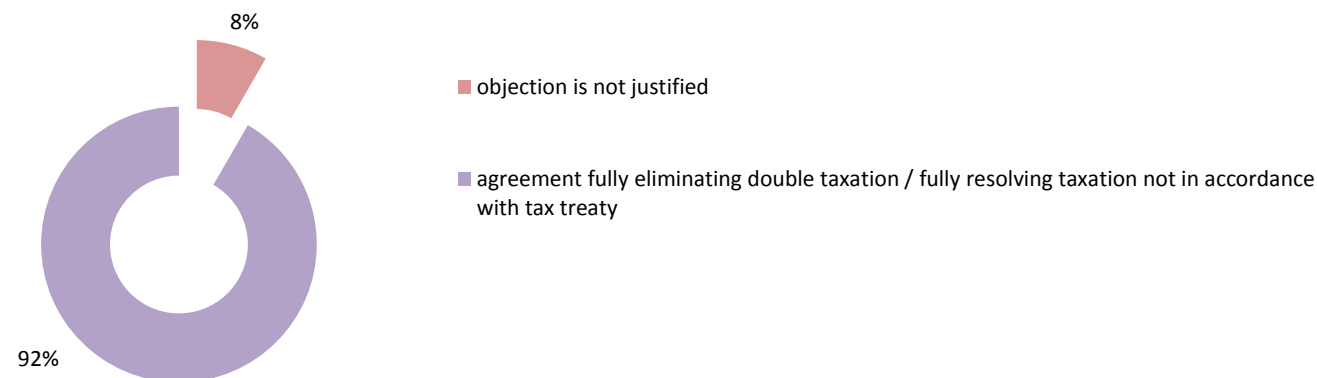 8%
objection is not justified
agreement fully eliminating double taxation / fully resolving taxation not in accordance
with tax treaty
92%